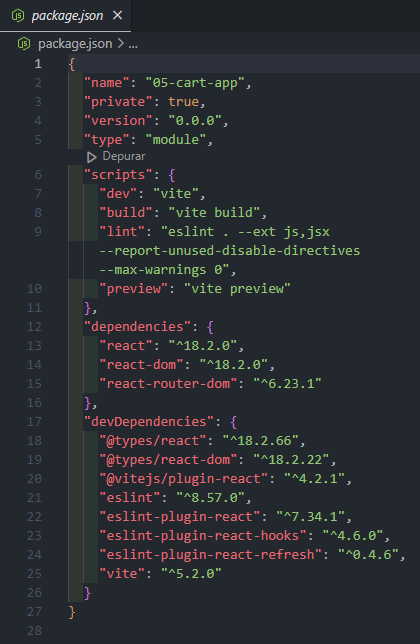 package.json ×
package.json > ...
1 {
2 "name": "05-cart-app",
3 "private": true,
4 "version": "0.0.0",
5 "type": "module",
Depurar
6 "scripts": {
7 "dev": "vite",
8 "build": "vite build",
9 "lint": "eslint . --ext js,jsx
--report-unused-disable-directives
--max-warnings 0",
10 "preview": "vite preview"
11 },
12 "dependencies": {
13 "react": "^18.2.0",
14 "react-dom": "^18.2.0",
15 "react-router-dom": "^6.23.1"
16 },
17 "devDependencies": {
18 "@types/react": "^18.2.66",
19 "@types/react-dom": "^18.2.22",
20 "@vitejs/plugin-react": "^4.2.1",
21 "eslint": "^8.57.0",
22 "eslint-plugin-react": "^7.34.1",
23 "eslint-plugin-react-hooks": "^4.6.0",
24 "eslint-plugin-react-refresh": "^0.4.6",
25 "vite": "^5.2.0"
26 }
27 }
28